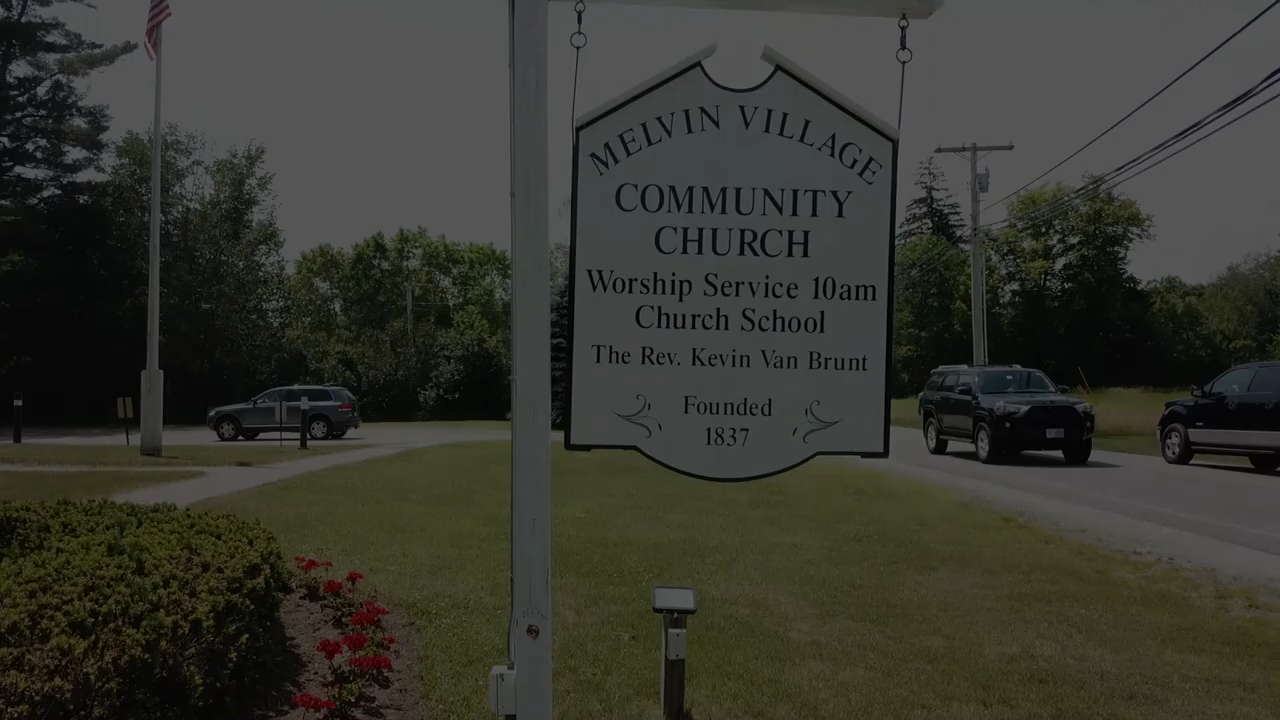 MELVIN VILLAGE
COMMUNITY
CHURCH
Worship Service 10am
Church School
The Rev. Kevin Van Brunt
Founded
1837